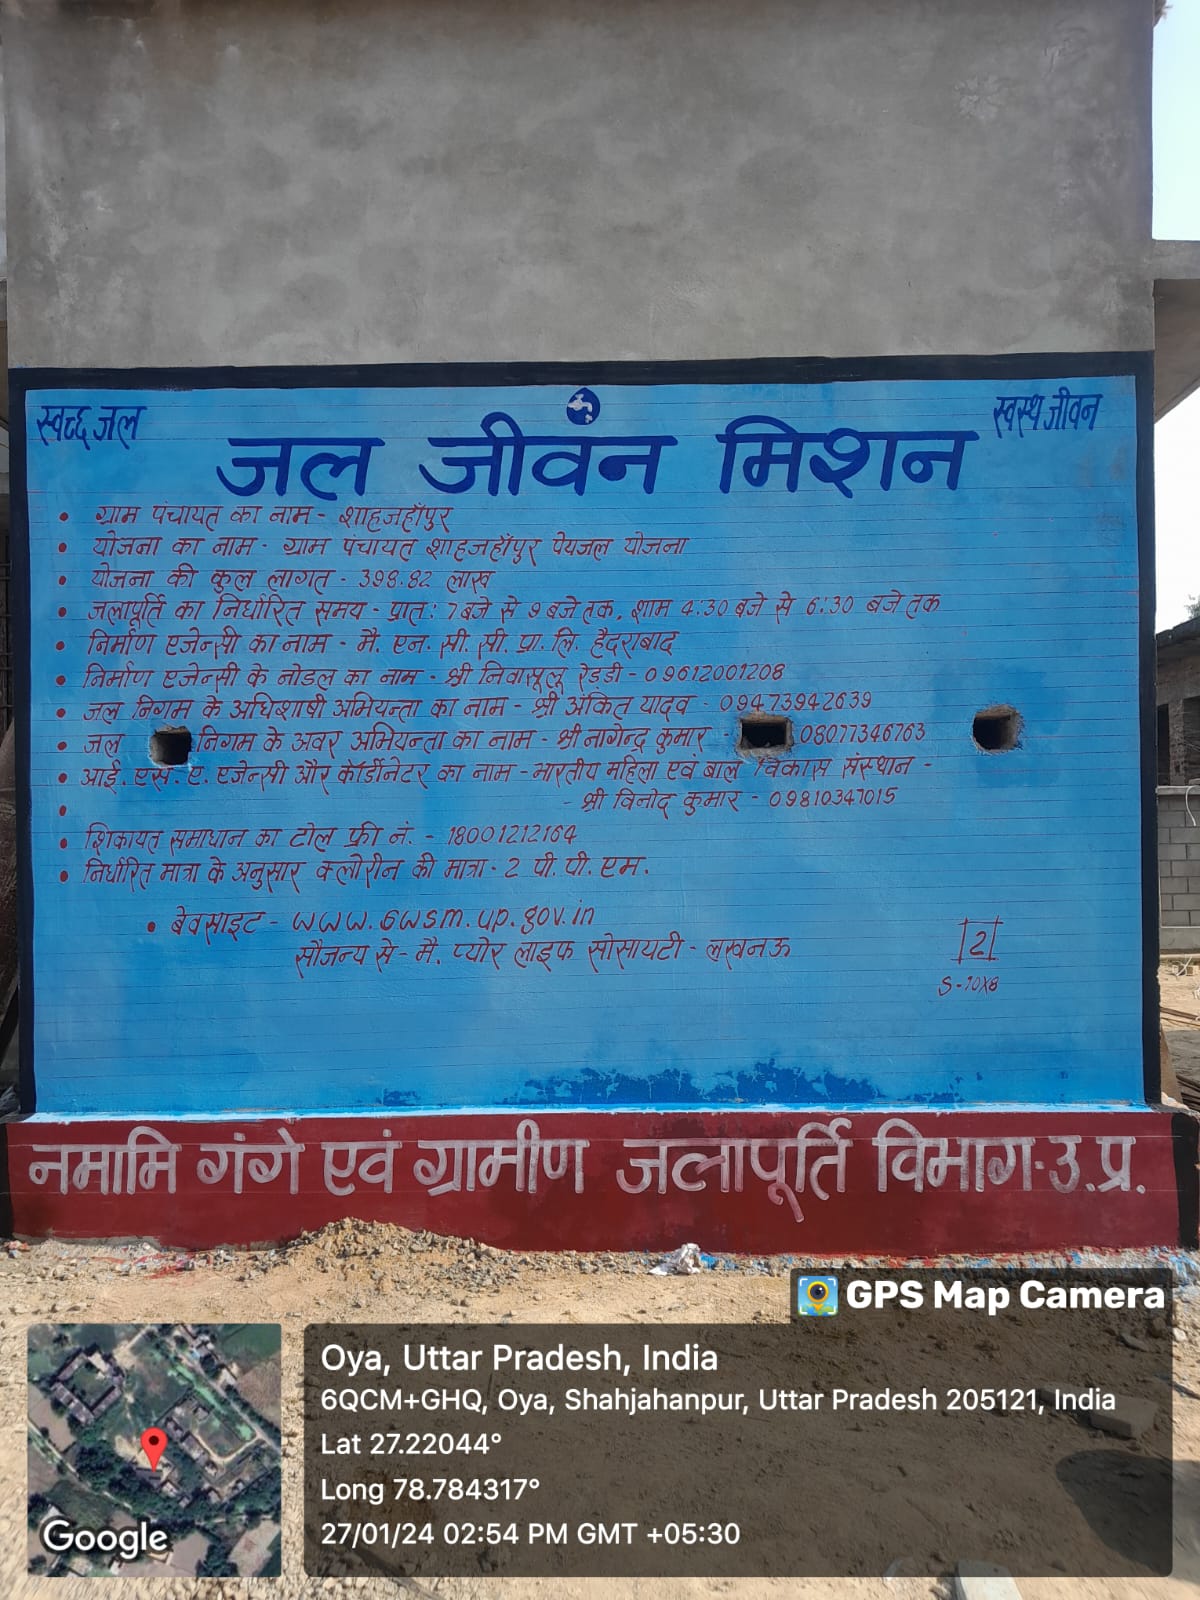 स्वच्छ जल
स्वस्थ जीवन
जल जीवंन मिशन
• ग्राम पंचायत का नाम - शाहजहाँपुर
• योजना का नाम - ग्राम पंचायत शाहजहाँपुर पेयजल योजना
• योजना की कुल लागत - 398.82 लाख
• जलापूर्ति का निर्धारित समय - प्रातः 7 बजे से 9 बजे तक, शाम 4:30 बजे से 6:30 बजे तक
• निर्माण एजेन्सी का नाम - मै. एन. सी. सी. प्रा. लि. हैदराबाद
• निर्माण एजेन्सी के नोडल का नाम - श्री निवासूलू रेड्डी - 09612001208
• जल निगम के अधिशाषी अभियन्ता का नाम - श्री अंकित यादव - 09473942639
• जल निगम के अवर अभियन्ता का नाम - श्री नागेन्द्र कुमार - 08077346763
• आई. एस. ए. एजेन्सी और कॅार्डीनेटर का नाम - भारतीय महिला एवं बाल विकास संस्थान -
• - श्री विनोद कुमार - 09810347015
• शिकायत समाधान का टोल फ्री नं. - 18001212164
• निर्धारित मात्रा के अनुसार क्लोरीन की मात्रा - 2 पी. पी. एम.
• बेवसाइट - www.gwsm.up.gov.in
सौजन्य से - मै. प्योर लाइफ सोसायटी - लखनऊ
2
S-10X8
नमामि गंगे एवं ग्रामीण जलापूर्ति विभाग-उ.प्र.
GPS Map Camera
Oya, Uttar Pradesh, India
6QCM+GHQ, Oya, Shahjahanpur, Uttar Pradesh 205121, India
Lat 27.22044°
Long 78.784317°
27/01/24 02:54 PM GMT +05:30
Google